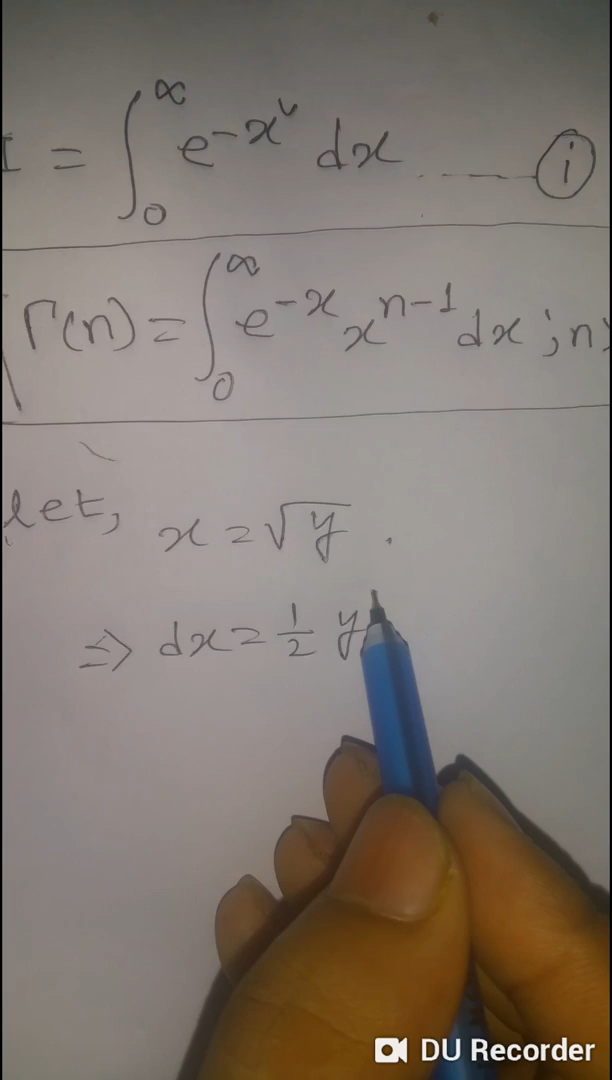 I = ∫₀^∞ e^-x² dx ..... (i)
Γ(n) = ∫₀^∞ e^-x x^n-1 dx ; n>
let, x = √y .
⇒ dx = 1/2 y
DU Recorder